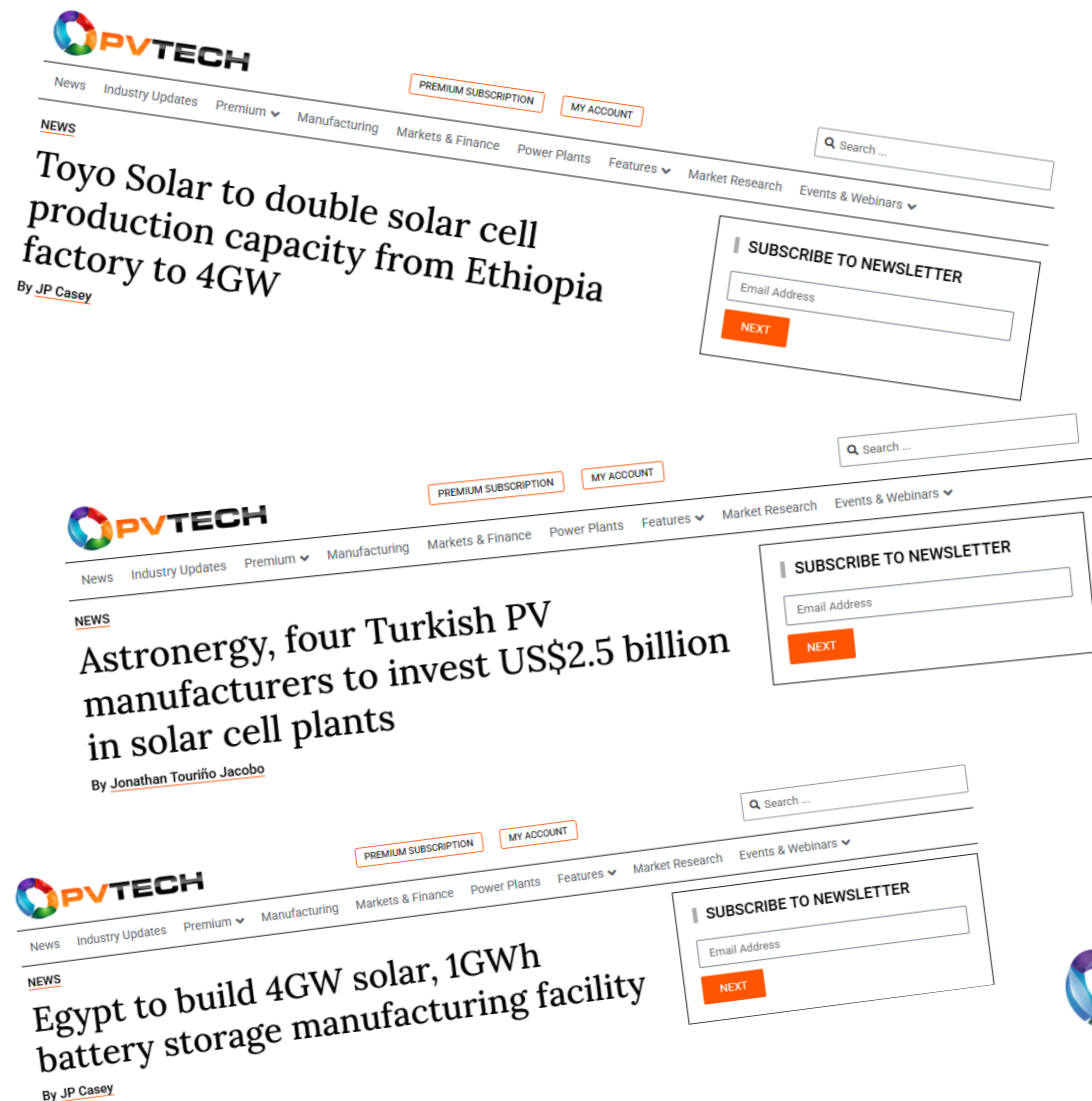 PVTECH
PREMIUM SUBSCRIPTION
MY ACCOUNT
Search ...
News Industry Updates Premium Manufacturing Markets & Finance Power Plants Features Market Research Events & Webinars
NEWS
Toyo Solar to double solar cell
production capacity from Ethiopia
factory to 4GW
By JP Casey
SUBSCRIBE TO NEWSLETTER
Email Address
NEXT
PVTECH
PREMIUM SUBSCRIPTION
MY ACCOUNT
Search ...
News Industry Updates Premium Manufacturing Markets & Finance Power Plants Features Market Research Events & Webinars
NEWS
Astronergy, four Turkish PV
manufacturers to invest US$2.5 billion
in solar cell plants
By Jonathan Touriño Jacobo
SUBSCRIBE TO NEWSLETTER
Email Address
NEXT
PVTECH
PREMIUM SUBSCRIPTION
MY ACCOUNT
Search ...
News Industry Updates Premium Manufacturing Markets & Finance Power Plants Features Market Research Events & Webinars
NEWS
Egypt to build 4GW solar, 1GWh
battery storage manufacturing facility
By JP Casey
SUBSCRIBE TO NEWSLETTER
Email Address
NEXT